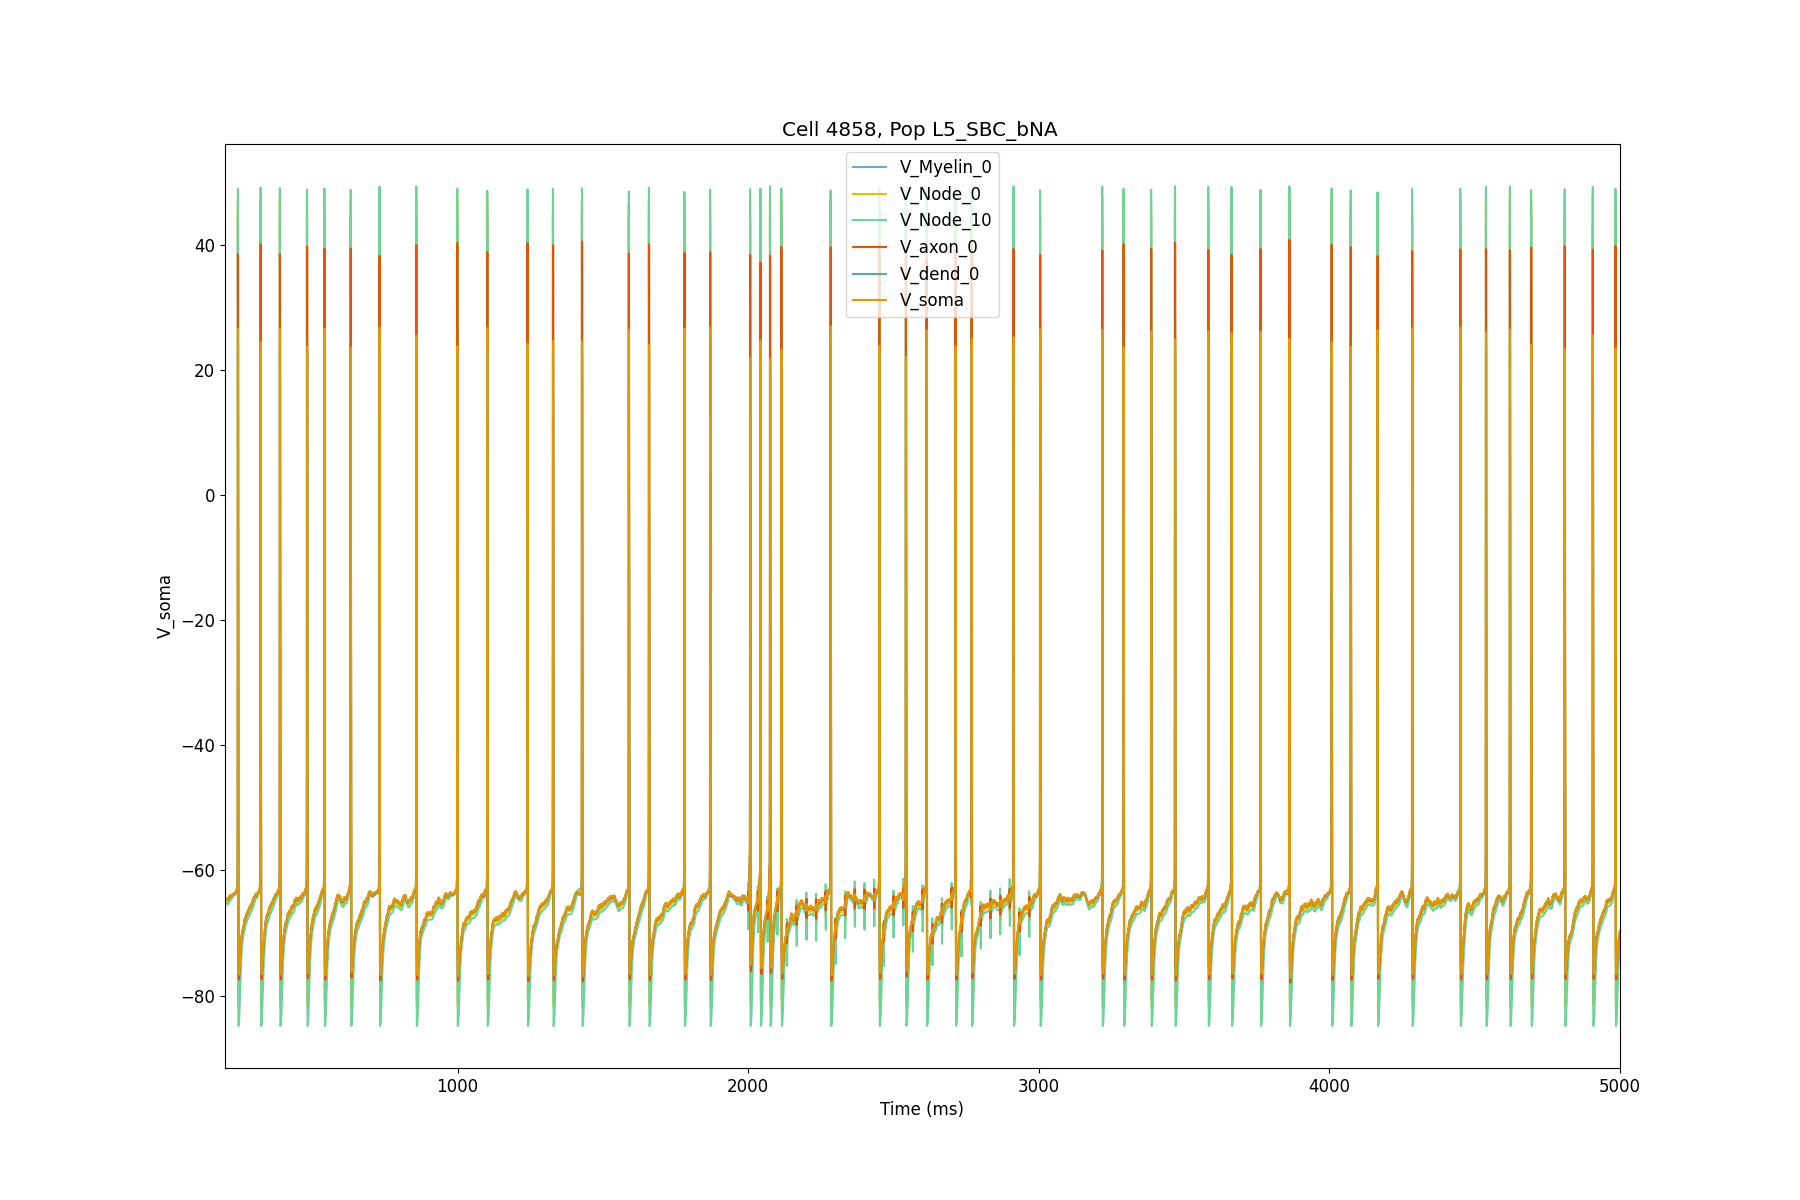 Cell 4858, Pop L5_SBC_bNA
V_Myelin_0
V_Node_0
V_Node_10
V_axon_0
V_dend_0
V_soma
40
20
0
−20
−40
−60
−80
V_soma
1000
2000
3000
4000
5000
Time (ms)